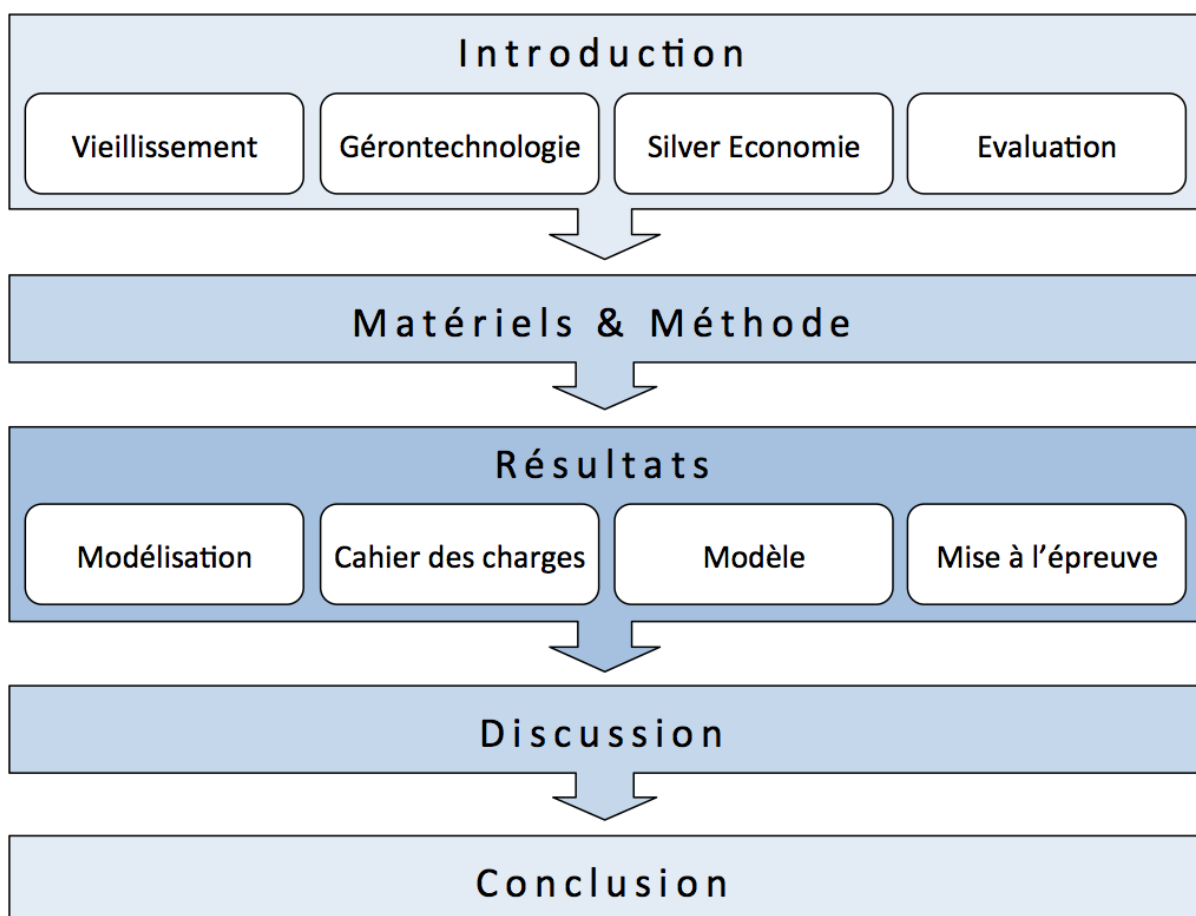 Introduction
Vieillissement
Gérontechnologie
Silver Economie
Evaluation
Matériels & Méthode
Résultats
Modélisation
Cahier des charges
Modèle
Mise à l’épreuve
Discussion
Conclusion